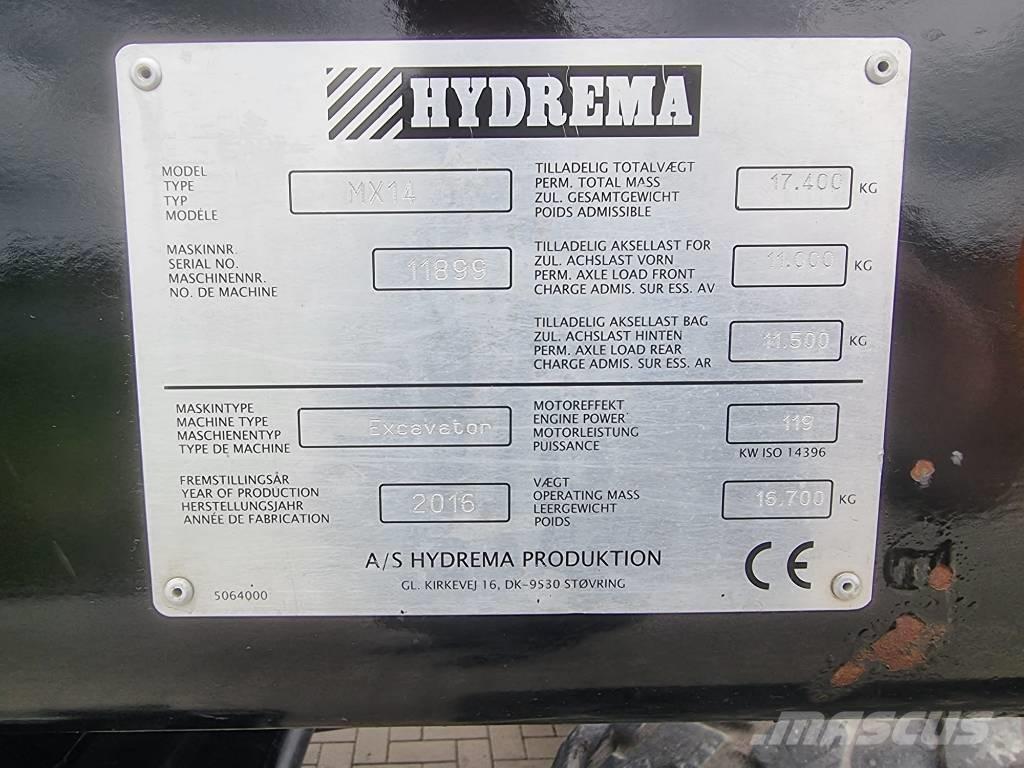 HYDREMA
MODEL
TYPE
TYP
MODÉLE
MX14
MASKINNR.
SERIAL NO.
MASCHINENNR.
NO. DE MACHINE
11899
TILLADELIG TOTALVÆGT
PERM. TOTAL MASS
ZUL. GESAMTGEWICHT
POIDS ADMISSIBLE
17.400 KG
TILLADELIG AKSELLAST FOR
ZUL. ACHSLAST VORN
PERM. AXLE LOAD FRONT
CHARGE ADMIS. SUR ESS. AV
11.000 KG
TILLADELIG AKSELLAST BAG
ZUL. ACHSLAST HINTEN
PERM. AXLE LOAD REAR
CHARGE ADMIS. SUR ESS. AR
11.500 KG
MASKINTYPE
MACHINE TYPE
MASCHIENENTYP
TYPE DE MACHINE
Excavator
FREMSTILLINGSÅR
YEAR OF PRODUCTION
HERSTELLUNGSJAHR
ANNÉE DE FABRICATION
2016
MOTOREFFEKT
ENGINE POWER
MOTORLEISTUNG
PUISSANCE
119
KW ISO 14396
VÆGT
OPERATING MASS
LEERGEWICHT
POIDS
15.700 KG
A/S HYDREMA PRODUKTION
GL. KIRKEVEJ 16, DK-9530 STØVRING
CE
5064000
MASCUS